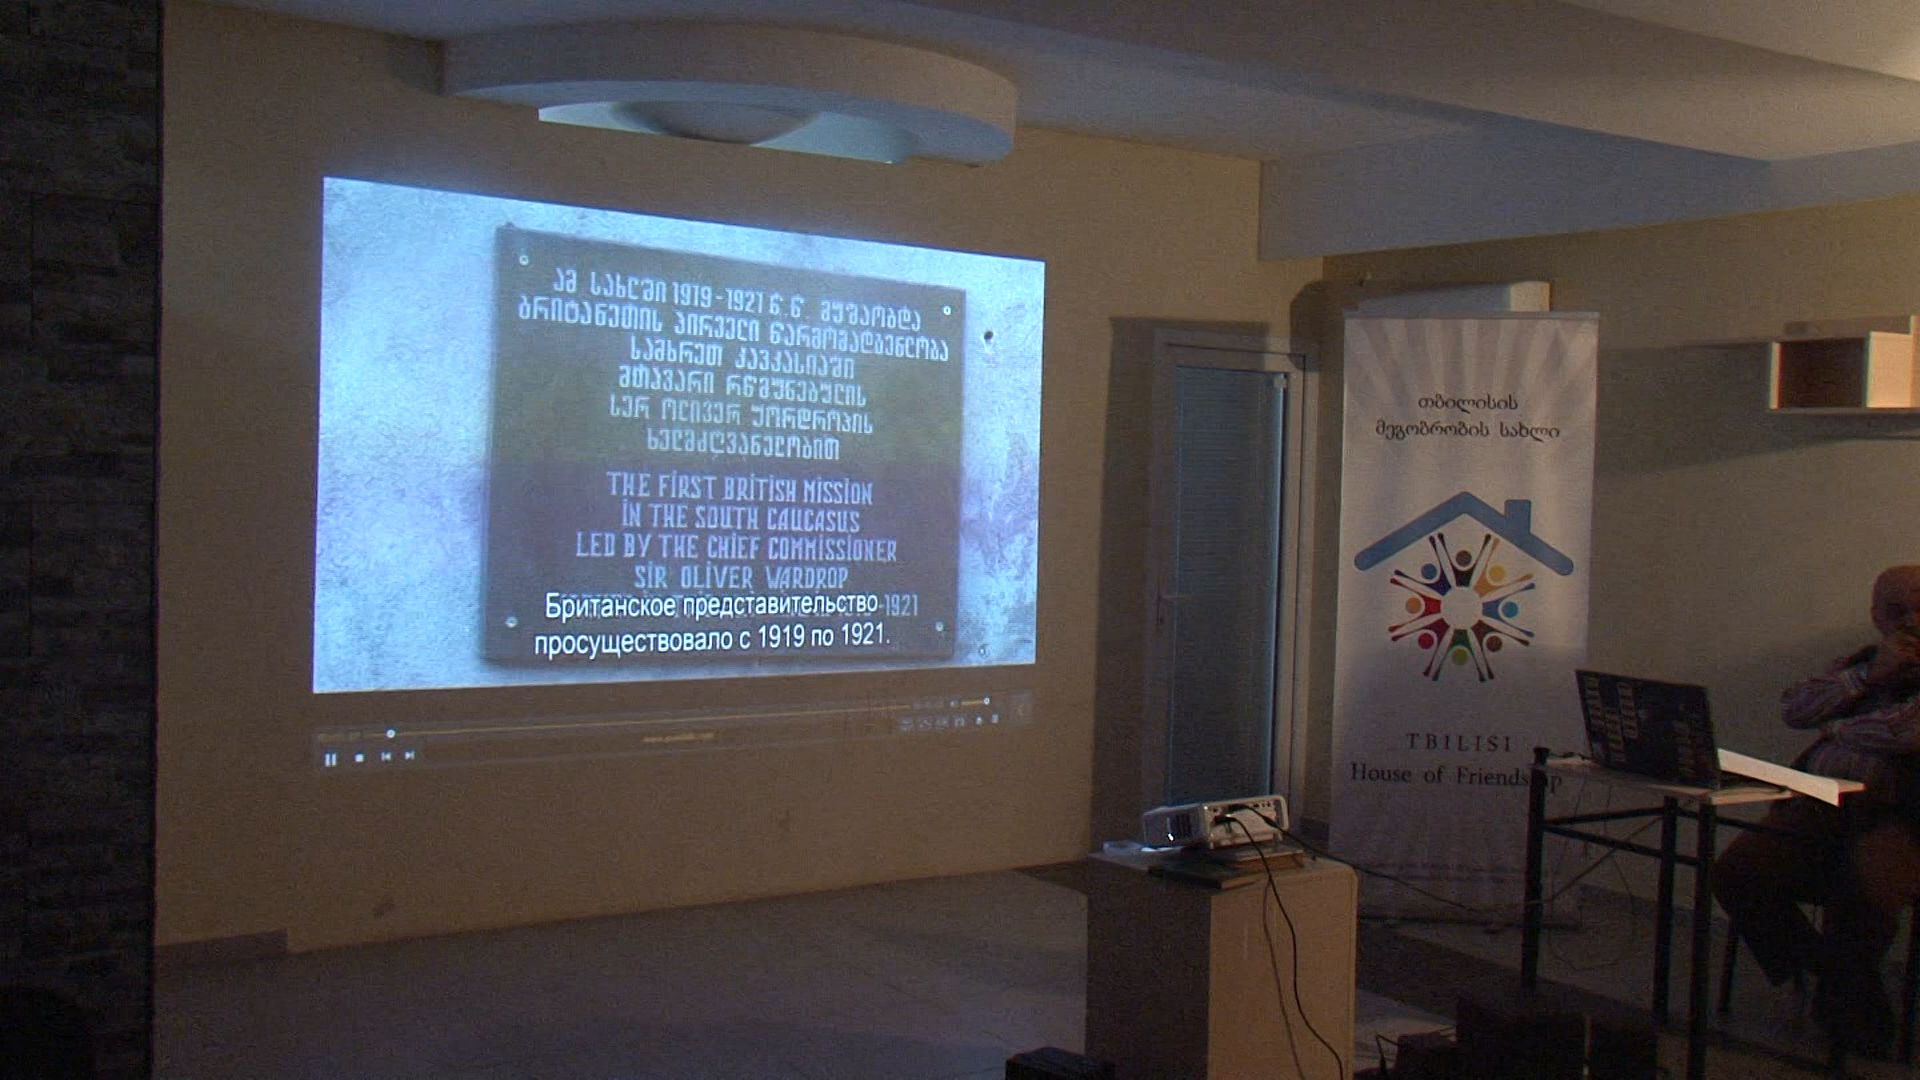 ამ სახლში 1919-1921 წ.წ. მუშაობდა
ბრიტანეთის პირველი წარმომადგენლობა
სამხრეთ კავკასიაში
მთავარი რწმუნებულის
სერ ოლივერ უორდროპის
ხელმძღვანელობით
THE FIRST BRITISH MISSION
IN THE SOUTH CAUCASUS
LED BY THE CHIEF COMMISSIONER
SIR OLIVER WARDROP
-1921
Британское представительство
просуществовало с 1919 по 1921.
თბილისის
მეგობრობის სახლი
TBILISI
House of Friendship